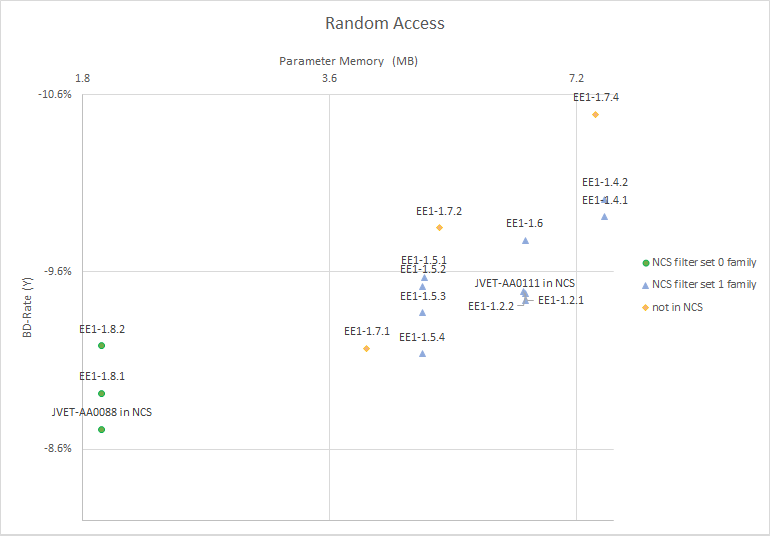 Random Access
Parameter Memory (MB)
1.8 3.6 7.2
-10.6%
EE1-1.7.4
EE1-1.4.2
EE1-1.4.1
EE1-1.7.2
EE1-1.6
EE1-1.5.1
EE1-1.5.2
-9.6%
JVET-AA0111 in NCS
EE1-1.5.3
EE1-1.2.2
EE1-1.2.1
EE1-1.8.2
EE1-1.7.1
EE1-1.5.4
EE1-1.8.1
JVET-AA0088 in NCS
-8.6%
BD-Rate (Y)
NCS filter set 0 family
NCS filter set 1 family
not in NCS